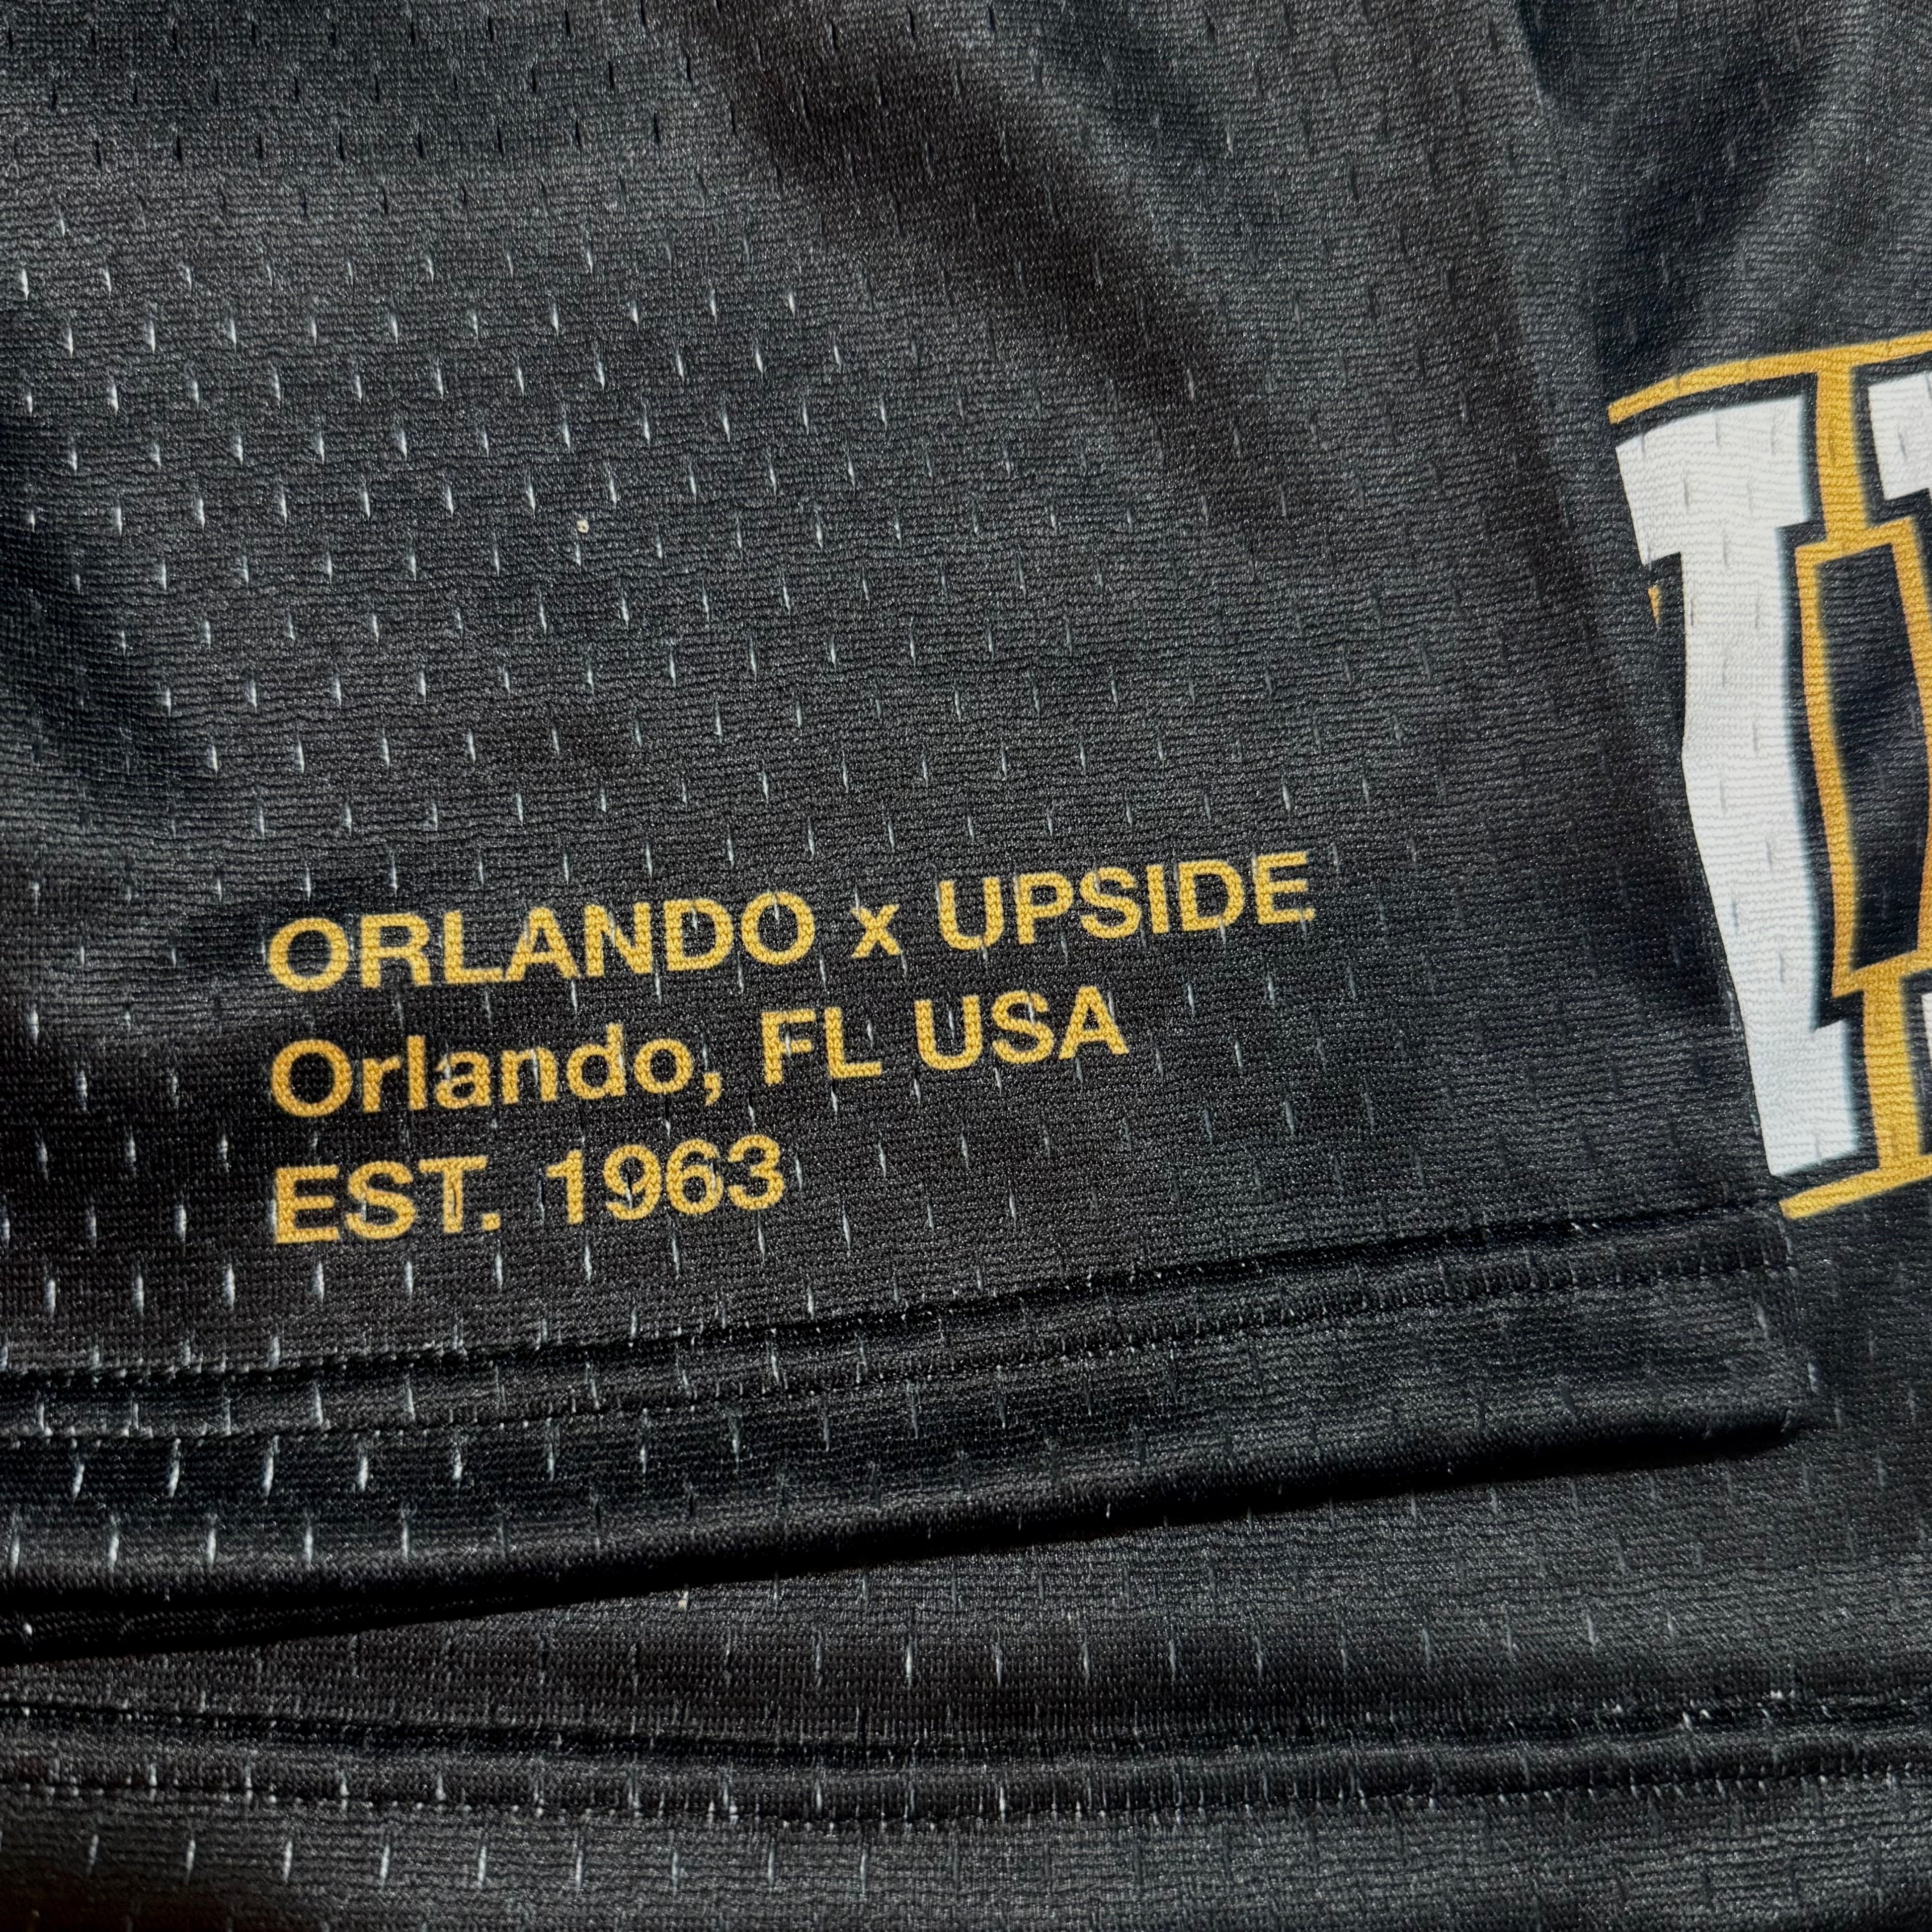 ORLANDO x UPSIDE
Orlando, FL USA
EST. 1963